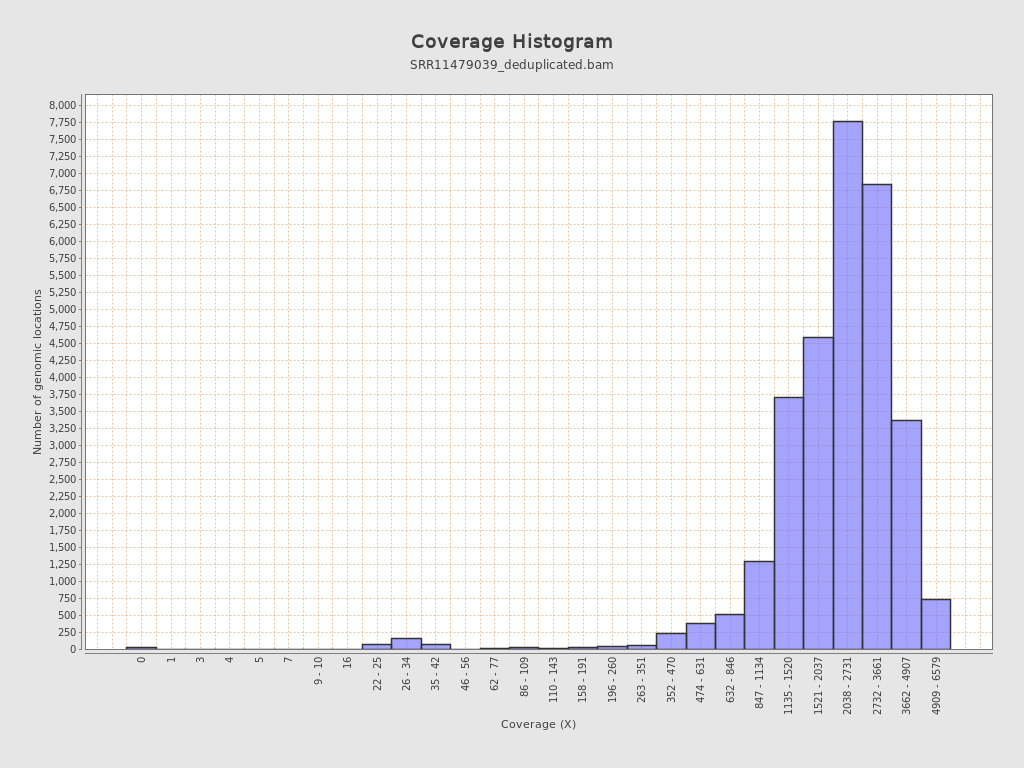 Coverage Histogram
SRR11479039_deduplicated.bam
Number of genomic locations
8,000
7,750
7,500
7,250
7,000
6,750
6,500
6,250
6,000
5,750
5,500
5,250
5,000
4,750
4,500
4,250
4,000
3,750
3,500
3,250
3,000
2,750
2,500
2,250
2,000
1,750
1,500
1,250
1,000
750
500
250
0
0
1
3
4
5
7
9 - 10
16
22 - 25
26 - 34
35 - 42
46 - 56
62 - 77
86 - 109
110 - 143
158 - 191
196 - 260
263 - 351
352 - 470
474 - 631
632 - 846
847 - 1134
1135 - 1520
1521 - 2037
2038 - 2731
2732 - 3661
3662 - 4907
4909 - 6579
Coverage (X)